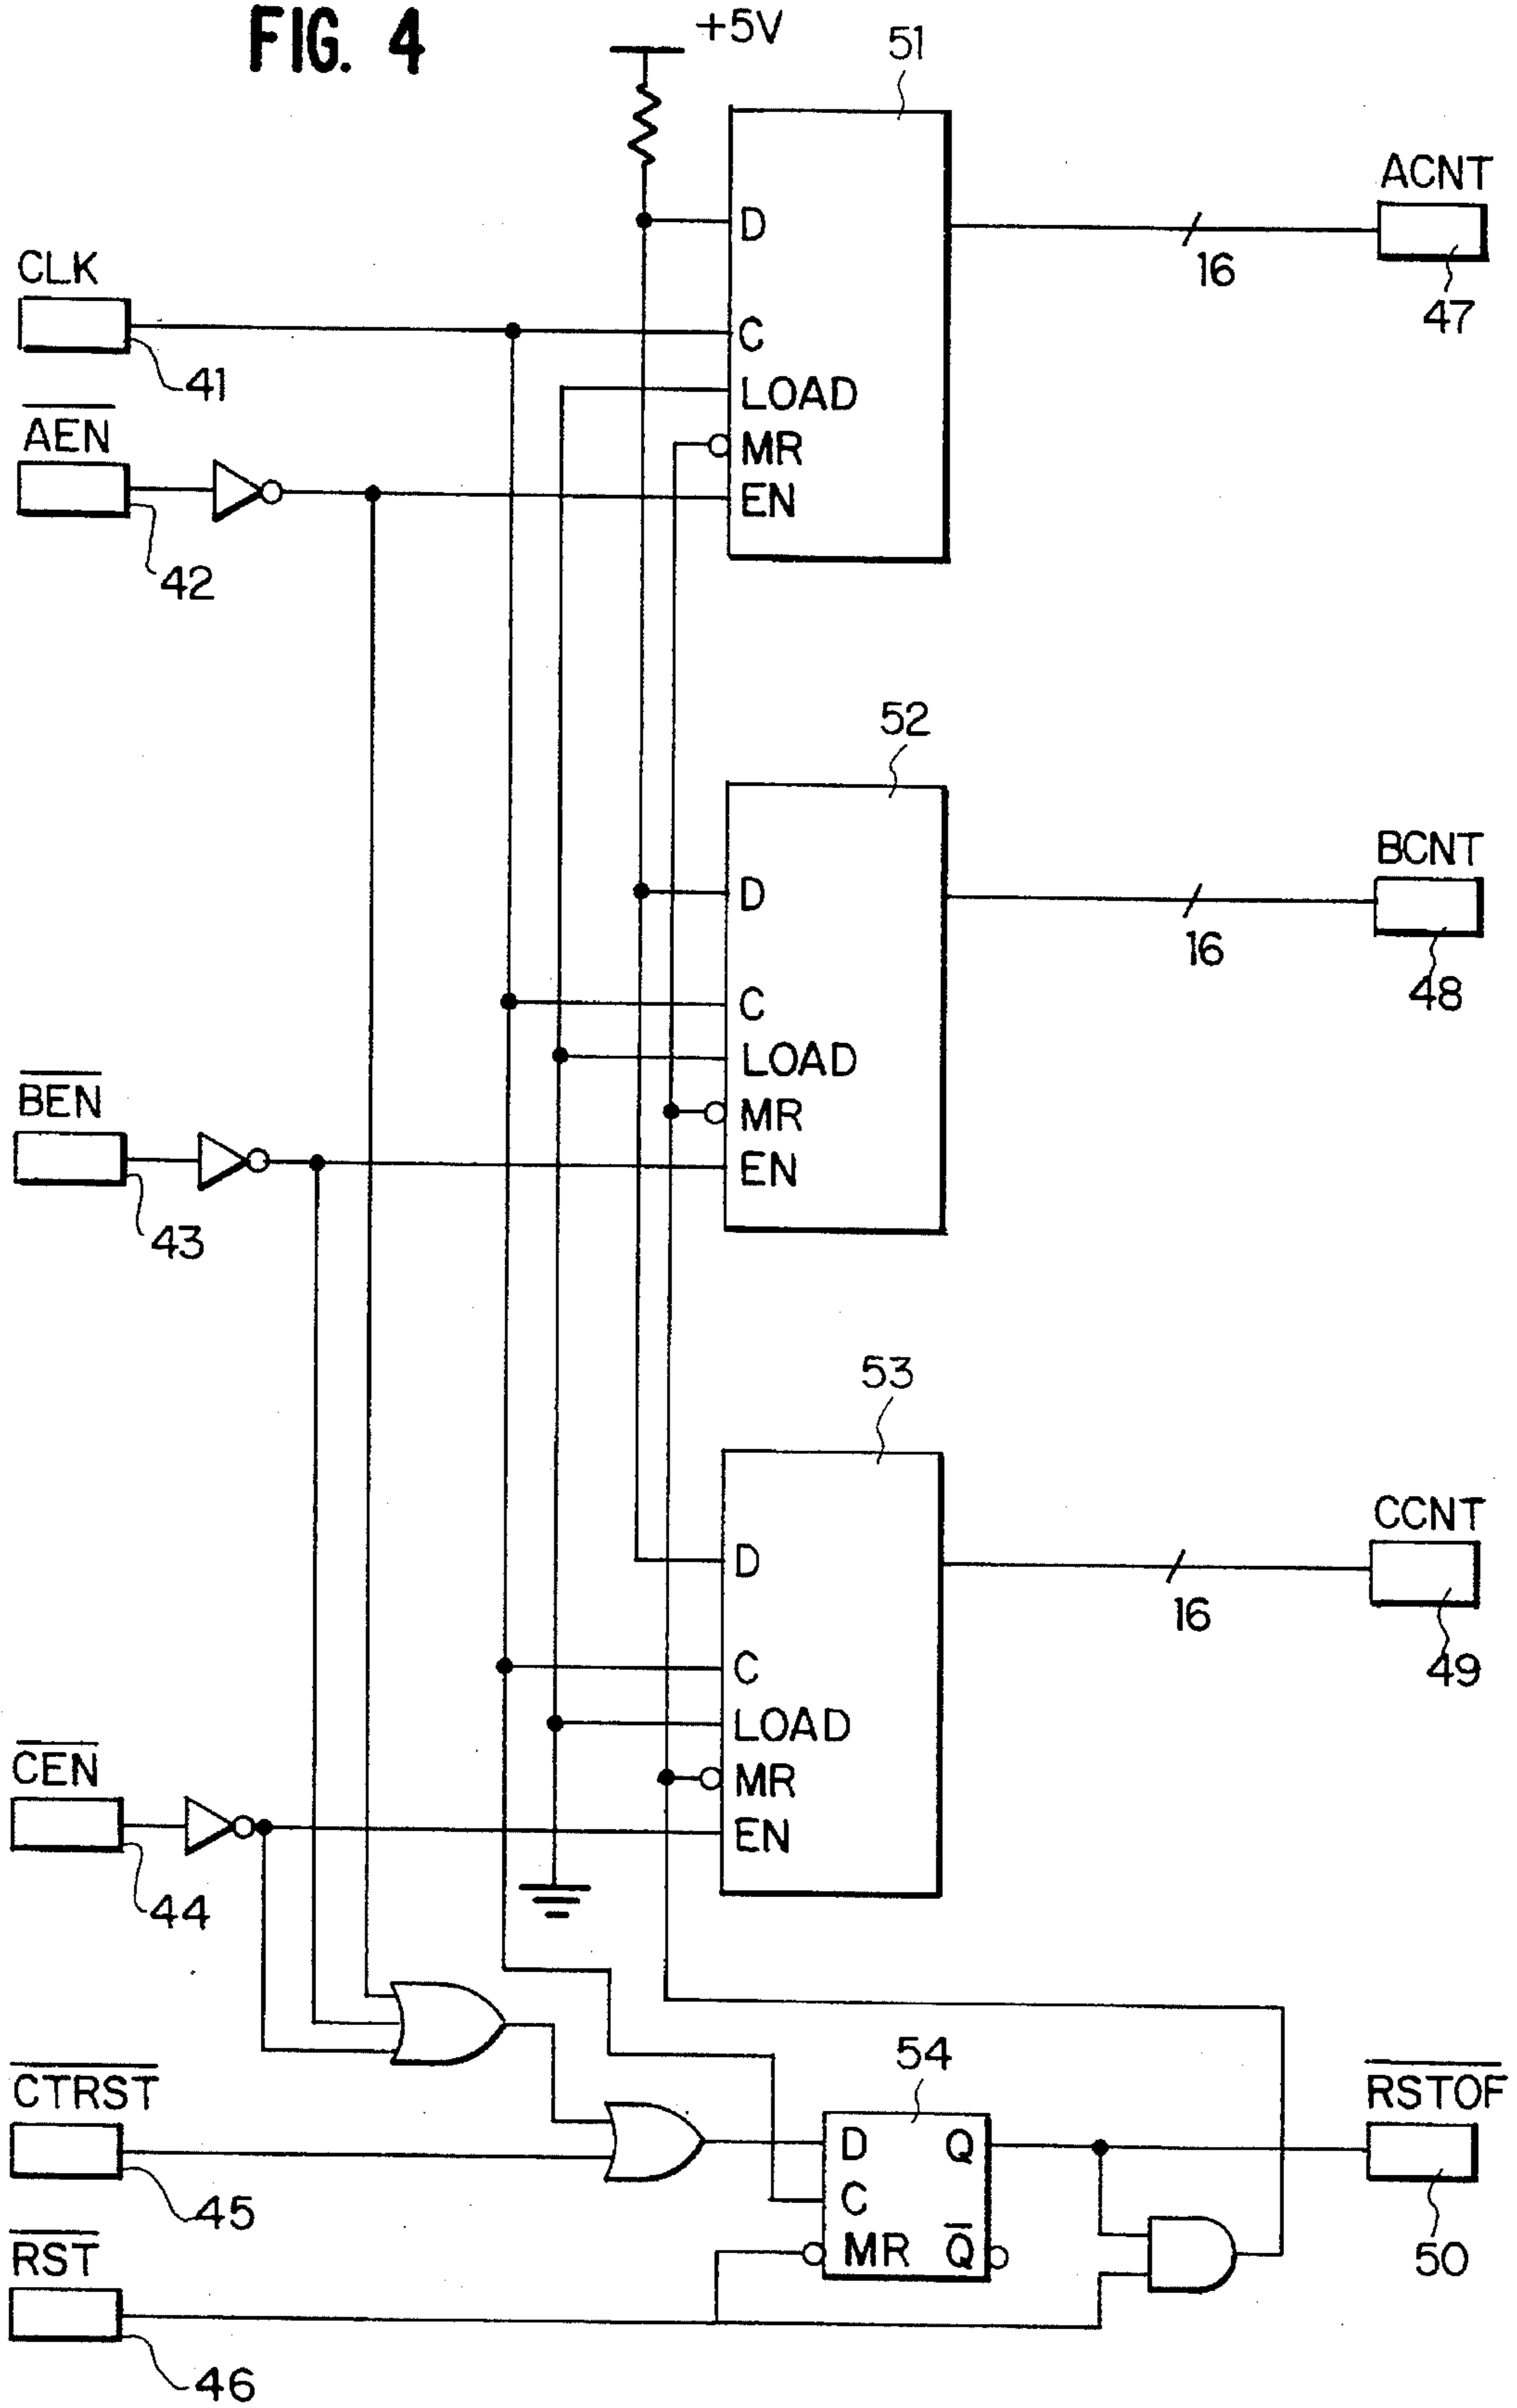 FIG. 4
+5V
51
D
C
LOAD
MR
EN
16
ACNT
47
CLK
41
AEN
42
52
D
C
LOAD
MR
EN
16
BCNT
48
BEN
43
53
D
C
LOAD
MR
EN
16
CCNT
49
CEN
44
CTRST
45
RST
46
54
D Q
C
MR Q
RSTOF
50